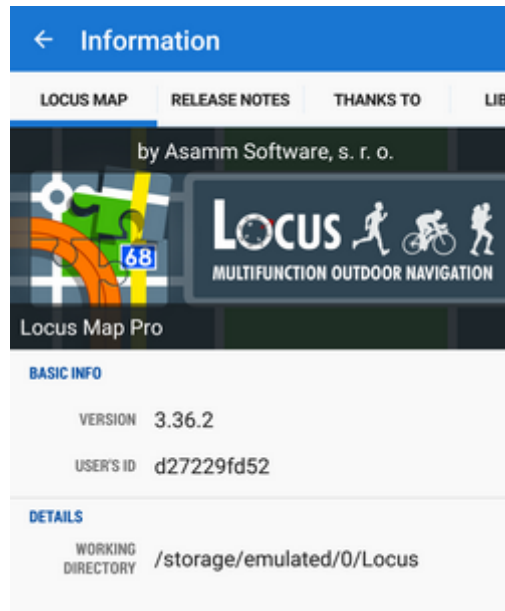 Information
LOCUS MAP RELEASE NOTES THANKS TO LIB
by Asamm Software, s. r. o.
68
LOCUS
MULTIFUNCTION OUTDOOR NAVIGATION
Locus Map Pro
BASIC INFO
VERSION 3.36.2
USER'S ID d27229fd52
DETAILS
WORKING
DIRECTORY /storage/emulated/0/Locus